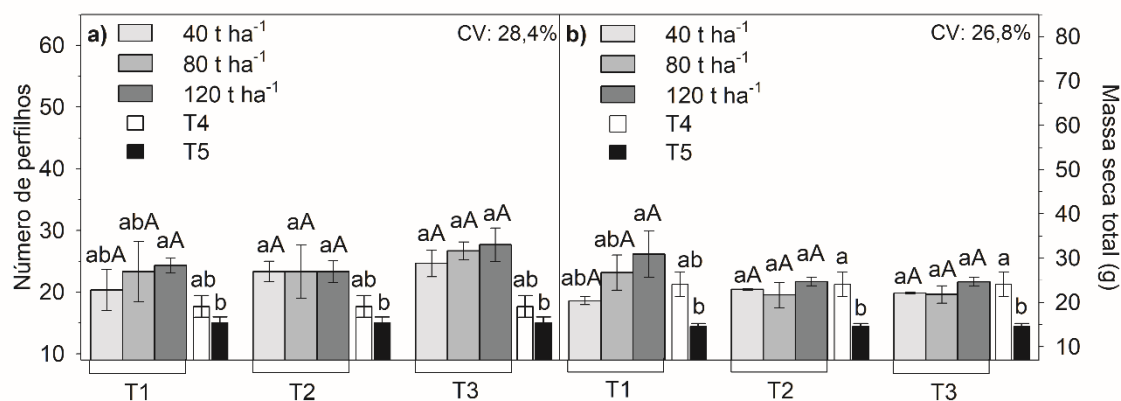 a)
40 t ha⁻¹
80 t ha⁻¹
120 t ha⁻¹
T4
T5
CV: 28,4%
Número de perfilhos
60
50
40
30
20
10
abA abA aA ab b
aA aA aA ab b
aA aA aA ab b
T1 T2 T3
b)
40 t ha⁻¹
80 t ha⁻¹
120 t ha⁻¹
T4
T5
CV: 26,8%
abA aA aA ab b
aA aA aA a b
aA aA aA a b
T1 T2 T3
80
70
60
50
40
30
20
10
Massa seca total (g)